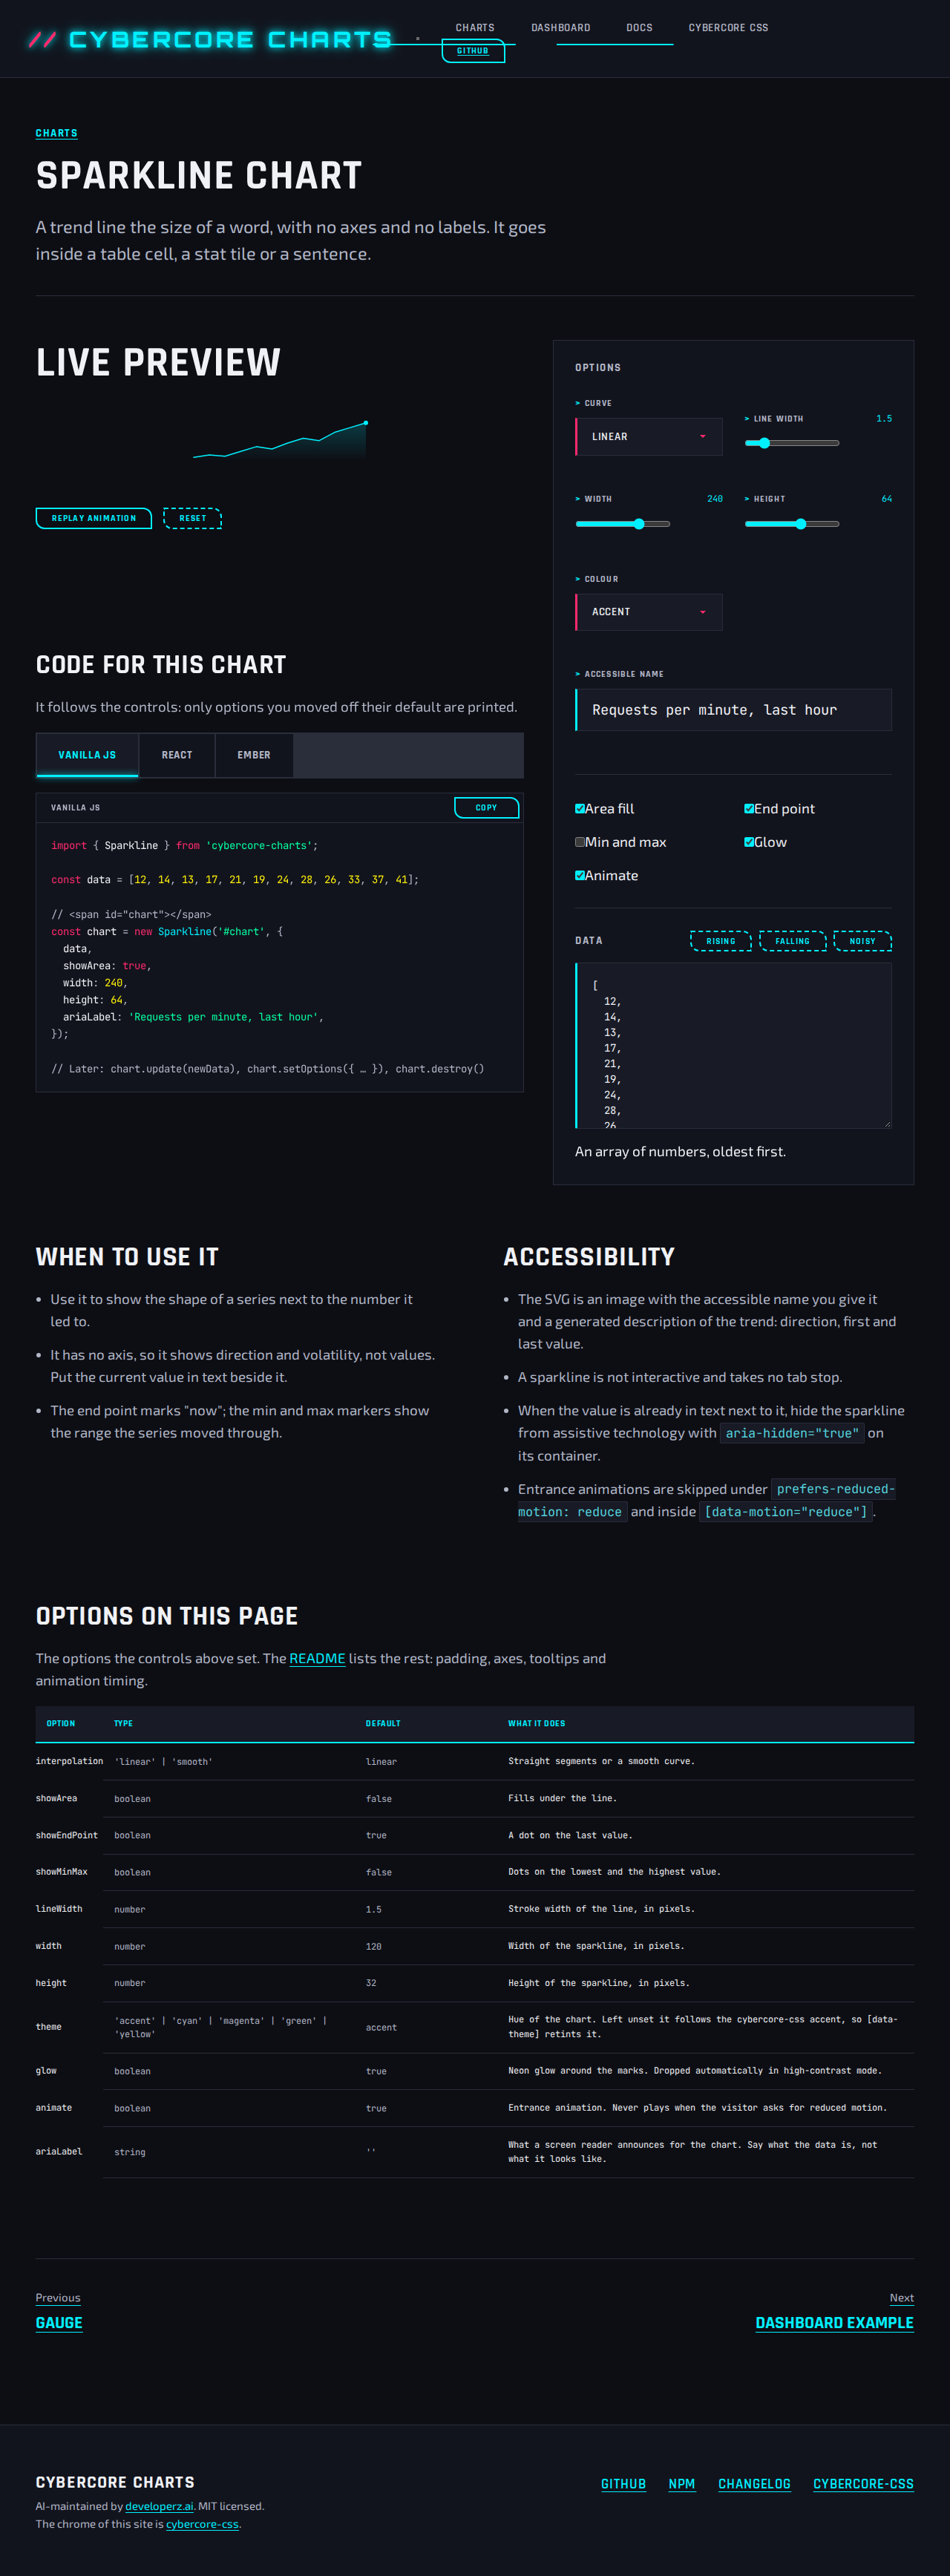 // CYBERCORE CHARTS
CHARTS DASHBOARD DOCS CYBERCORE CSS
GITHUB
CHARTS
SPARKLINE CHART
A trend line the size of a word, with no axes and no labels. It goes
inside a table cell, a stat tile or a sentence.
LIVE PREVIEW
REPLAY ANIMATION RESET
CODE FOR THIS CHART
It follows the controls: only options you moved off their default are printed.
VANILLA JS REACT EMBER
VANILLA JS COPY
import { Sparkline } from 'cybercore-charts';
const data = [12, 14, 13, 17, 21, 19, 24, 28, 26, 33, 37, 41];
// <span id="chart"></span>
const chart = new Sparkline('#chart', {
data,
showArea: true,
width: 240,
height: 64,
ariaLabel: 'Requests per minute, last hour',
});
// Later: chart.update(newData), chart.setOptions({ … }), chart.destroy()
OPTIONS
> CURVE
LINEAR
> LINE WIDTH 1.5
> WIDTH 240
> HEIGHT 64
> COLOUR
ACCENT
> ACCESSIBLE NAME
Requests per minute, last hour
Area fill End point
Min and max Glow
Animate
DATA RISING FALLING NOISY
[
12,
14,
13,
17,
21,
19,
24,
28,
26
An array of numbers, oldest first.
WHEN TO USE IT
Use it to show the shape of a series next to the number it
led to.
It has no axis, so it shows direction and volatility, not values.
Put the current value in text beside it.
The end point marks "now"; the min and max markers show
the range the series moved through.
ACCESSIBILITY
The SVG is an image with the accessible name you give it
and a generated description of the trend: direction, first and
last value.
A sparkline is not interactive and takes no tab stop.
When the value is already in text next to it, hide the sparkline
from assistive technology with aria-hidden="true" on
its container.
Entrance animations are skipped under prefers-reduced-
motion: reduce and inside [data-motion="reduce"].
OPTIONS ON THIS PAGE
The options the controls above set. The README lists the rest: padding, axes, tooltips and
animation timing.
OPTION TYPE DEFAULT WHAT IT DOES
interpolation 'linear' | 'smooth' linear Straight segments or a smooth curve.
showArea boolean false Fills under the line.
showEndPoint boolean true A dot on the last value.
showMinMax boolean false Dots on the lowest and the highest value.
lineWidth number 1.5 Stroke width of the line, in pixels.
width number 120 Width of the sparkline, in pixels.
height number 32 Height of the sparkline, in pixels.
theme 'accent' | 'cyan' | 'magenta' | 'green' |
'yellow' accent Hue of the chart. Left unset it follows the cybercore-css accent, so [data-
theme] retints it.
glow boolean true Neon glow around the marks. Dropped automatically in high-contrast mode.
animate boolean true Entrance animation. Never plays when the visitor asks for reduced motion.
ariaLabel string '' What a screen reader announces for the chart. Say what the data is, not
what it looks like.
Previous
GAUGE
Next
DASHBOARD EXAMPLE
CYBERCORE CHARTS
AI-maintained by developerz.ai. MIT licensed.
The chrome of this site is cybercore-css.
GITHUB NPM CHANGELOG CYBERCORE-CSS